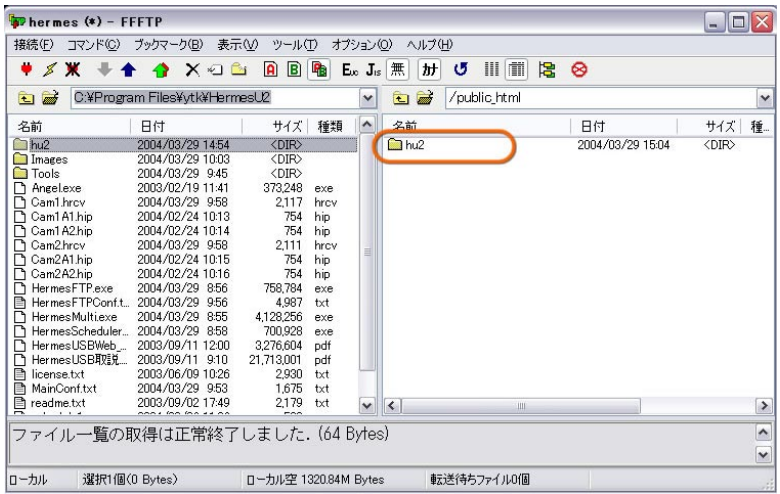 hermes (*) - FFFTP
接続(F) コマンド(C) ブックマーク(B) 表示(V) ツール(T) オプション(O) ヘルプ(H)
C:¥Program Files¥ytk¥HermesU2 /public_html
名前 日付 サイズ 種類 名前 日付 サイズ 種...
hu2 2004/03/29 14:54 <DIR> hu2 2004/03/29 15:04 <DIR>
Images 2004/03/29 10:03 <DIR>
Tools 2004/03/29 9:45 <DIR>
Angel.exe 2003/02/19 11:41 373,248 exe
Cam1.hrcv 2004/03/29 9:58 2,117 hrcv
Cam1A1.hip 2004/02/24 10:13 754 hip
Cam1A2.hip 2004/02/24 10:14 754 hip
Cam2.hrcv 2004/03/29 9:58 2,111 hrcv
Cam2A1.hip 2004/02/24 10:15 754 hip
Cam2A2.hip 2004/02/24 10:16 754 hip
HermesFTP.exe 2004/03/29 8:56 758,784 exe
HermesFTPConf.t... 2004/03/29 9:56 4,987 txt
HermesMulti.exe 2004/03/29 8:55 4,128,256 exe
HermesScheduler... 2004/03/29 8:58 700,928 exe
HermesUSBWeb_... 2003/09/11 12:00 3,276,604 pdf
HermesUSB取説... 2003/09/11 9:10 21,713,001 pdf
license.txt 2003/06/09 10:26 2,930 txt
MainConf.txt 2004/03/29 9:53 1,675 txt
readme.txt 2003/09/02 17:49 2,179 txt
ファイル一覧の取得は正常終了しました. (64 Bytes)
ローカル 選択1個(0 Bytes) ローカル空 1320.84M Bytes 転送待ちファイル0個